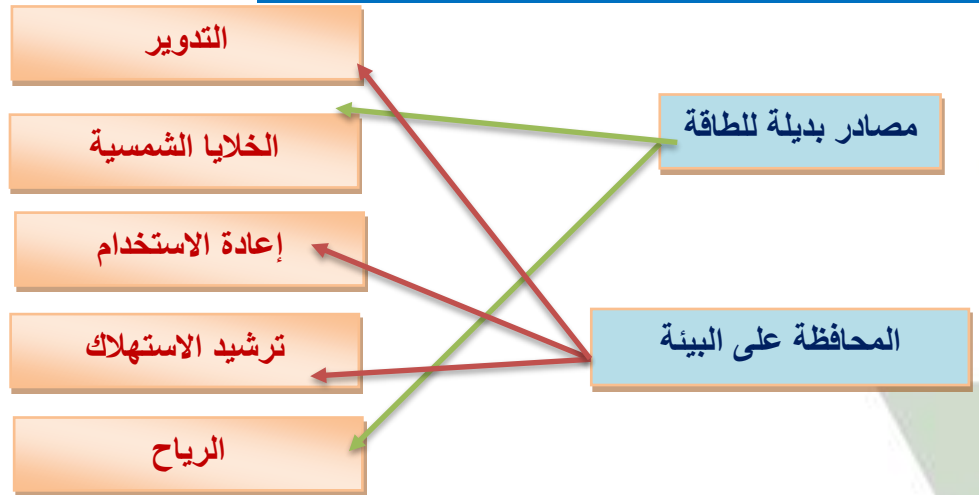 التدوير
مصادر بديلة للطاقة
الخلايا الشمسية
إعادة الاستخدام
المحافظة على البيئة
ترشيد الاستهلاك
الرياح